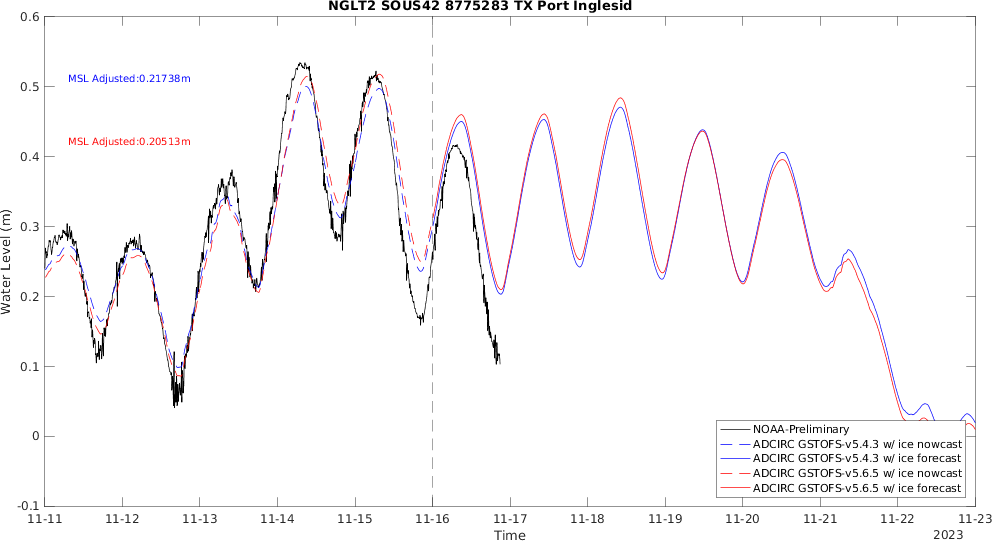 NGLT2 SOUS42 8775283 TX Port Inglesid
0.6
0.5
0.4
0.3
0.2
0.1
0
-0.1
Water Level (m)
MSL Adjusted:0.21738m
MSL Adjusted:0.20513m
NOAA-Preliminary
ADCIRC GSTOFS-v5.4.3 w/ ice nowcast
ADCIRC GSTOFS-v5.4.3 w/ ice forecast
ADCIRC GSTOFS-v5.6.5 w/ ice nowcast
ADCIRC GSTOFS-v5.6.5 w/ ice forecast
11-11 11-12 11-13 11-14 11-15 11-16 11-17 11-18 11-19 11-20 11-21 11-22 11-23
Time
2023